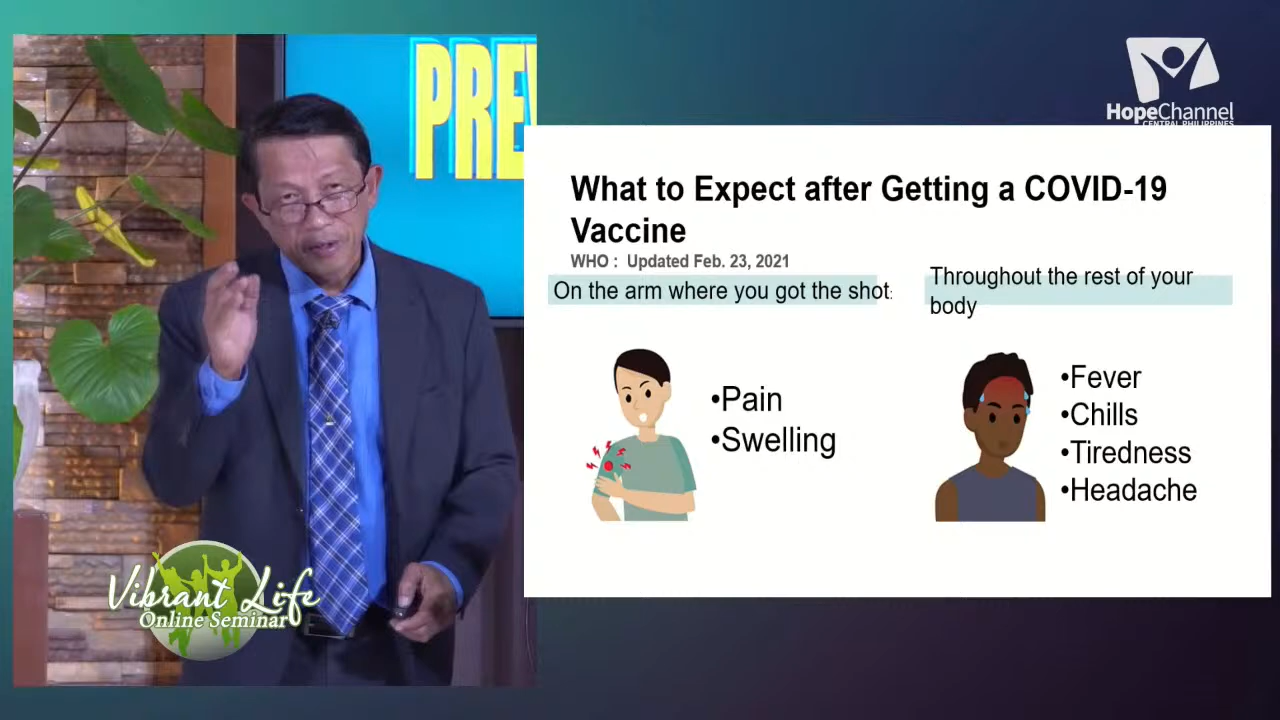 PRE
HopeChannel
CENTRAL PHILIPPINES
What to Expect after Getting a COVID-19
Vaccine
WHO : Updated Feb. 23, 2021
On the arm where you got the shot:
Throughout the rest of your
body
•Pain
•Swelling
•Fever
•Chills
•Tiredness
•Headache
Vibrant Life
Online Seminar